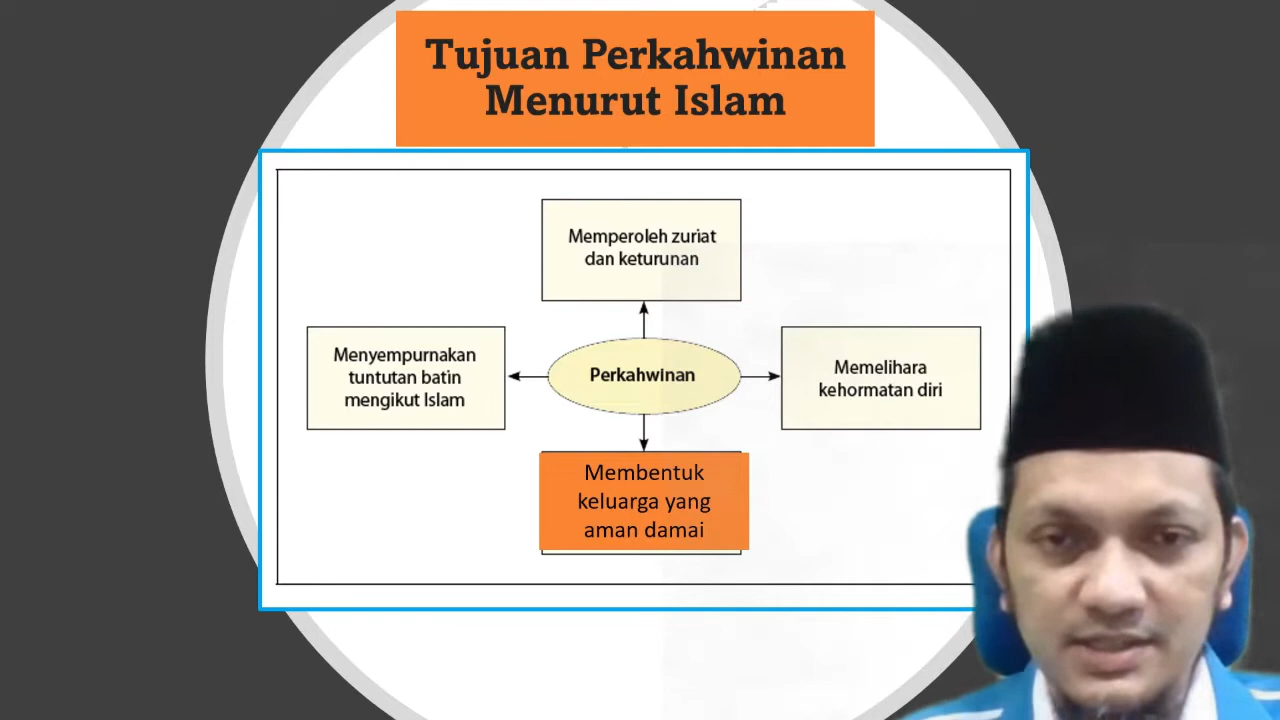 Tujuan Perkahwinan
Menurut Islam
Memperoleh zuriat
dan keturunan
Menyempurnakan
tuntutan batin
mengikut Islam
Perkahwinan
Memelihara
kehormatan diri
Membentuk
keluarga yang
aman damai